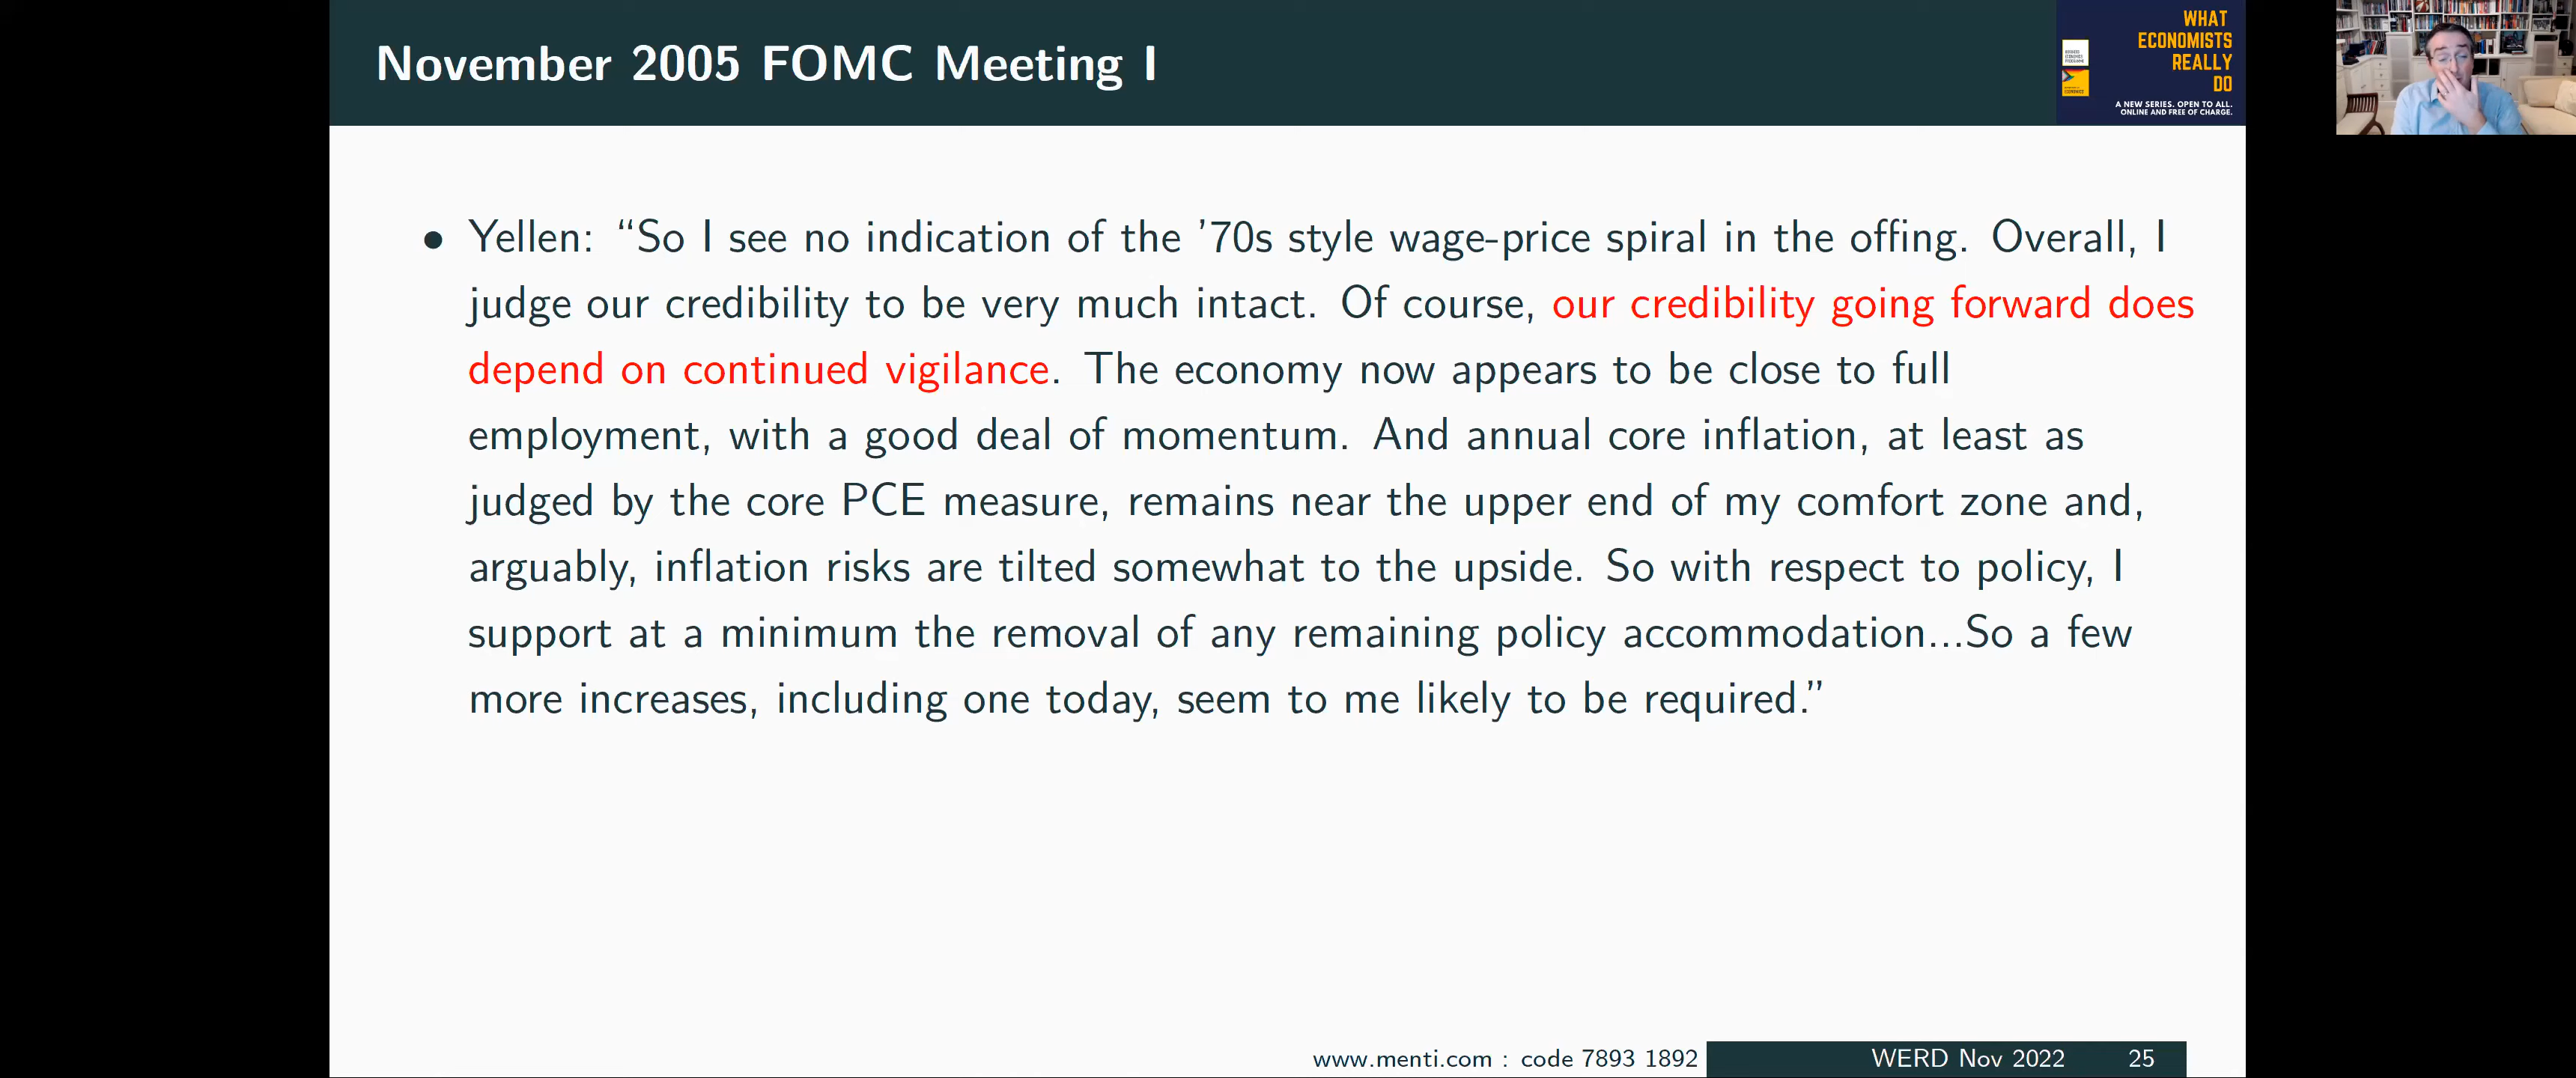 November 2005 FOMC Meeting I
WHAT
ECONOMISTS
REALLY
DO
A NEW SERIES. OPEN TO ALL.
ONLINE AND FREE OF CHARGE.
• Yellen: “So I see no indication of the ’70s style wage-price spiral in the offing. Overall, I
judge our credibility to be very much intact. Of course, our credibility going forward does
depend on continued vigilance. The economy now appears to be close to full
employment, with a good deal of momentum. And annual core inflation, at least as
judged by the core PCE measure, remains near the upper end of my comfort zone and,
arguably, inflation risks are tilted somewhat to the upside. So with respect to policy, I
support at a minimum the removal of any remaining policy accommodation...So a few
more increases, including one today, seem to me likely to be required.”
www.menti.com : code 7893 1892
WERD Nov 2022 25